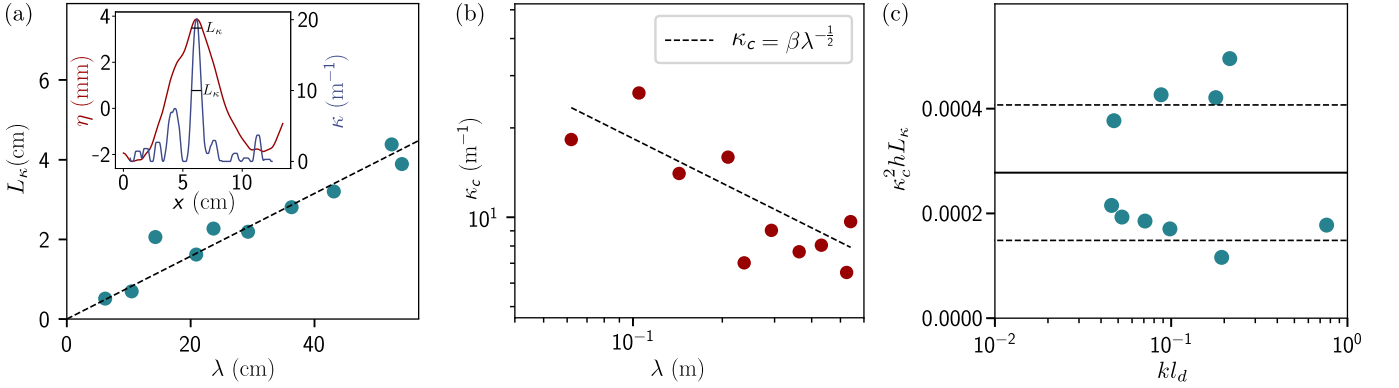 (a)
6
4
2
0
0
20
40
L_κ (cm)
λ (cm)
4
2
0
−2
η (mm)
0
5
10
x (cm)
20
10
0
κ (m⁻¹)
L_κ
L_κ
(b)
κ_c = βλ^{-1/2}
10¹
κ_c (m⁻¹)
10⁻¹
λ (m)
(c)
0.0004
0.0002
0.0000
κ_c²hL_κ
10⁻²
10⁻¹
10⁰
kl_d